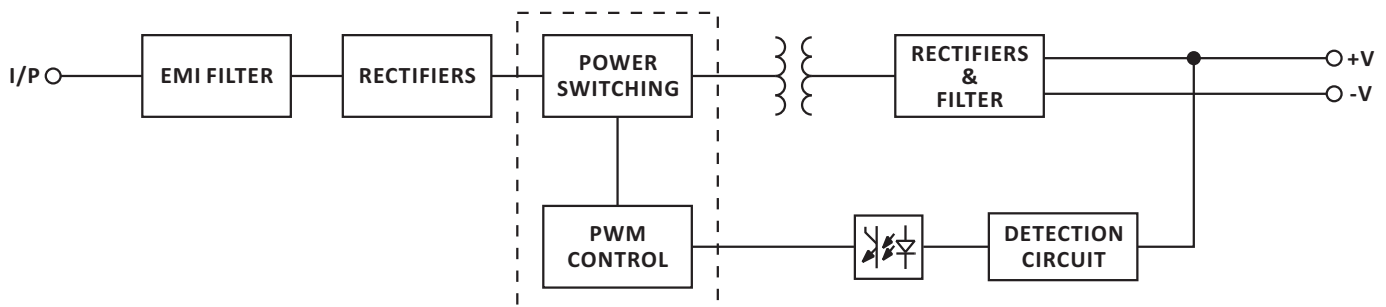 I/P
EMI FILTER
RECTIFIERS
POWER
SWITCHING
RECTIFIERS
&
FILTER
+V
-V
PWM
CONTROL
DETECTION
CIRCUIT